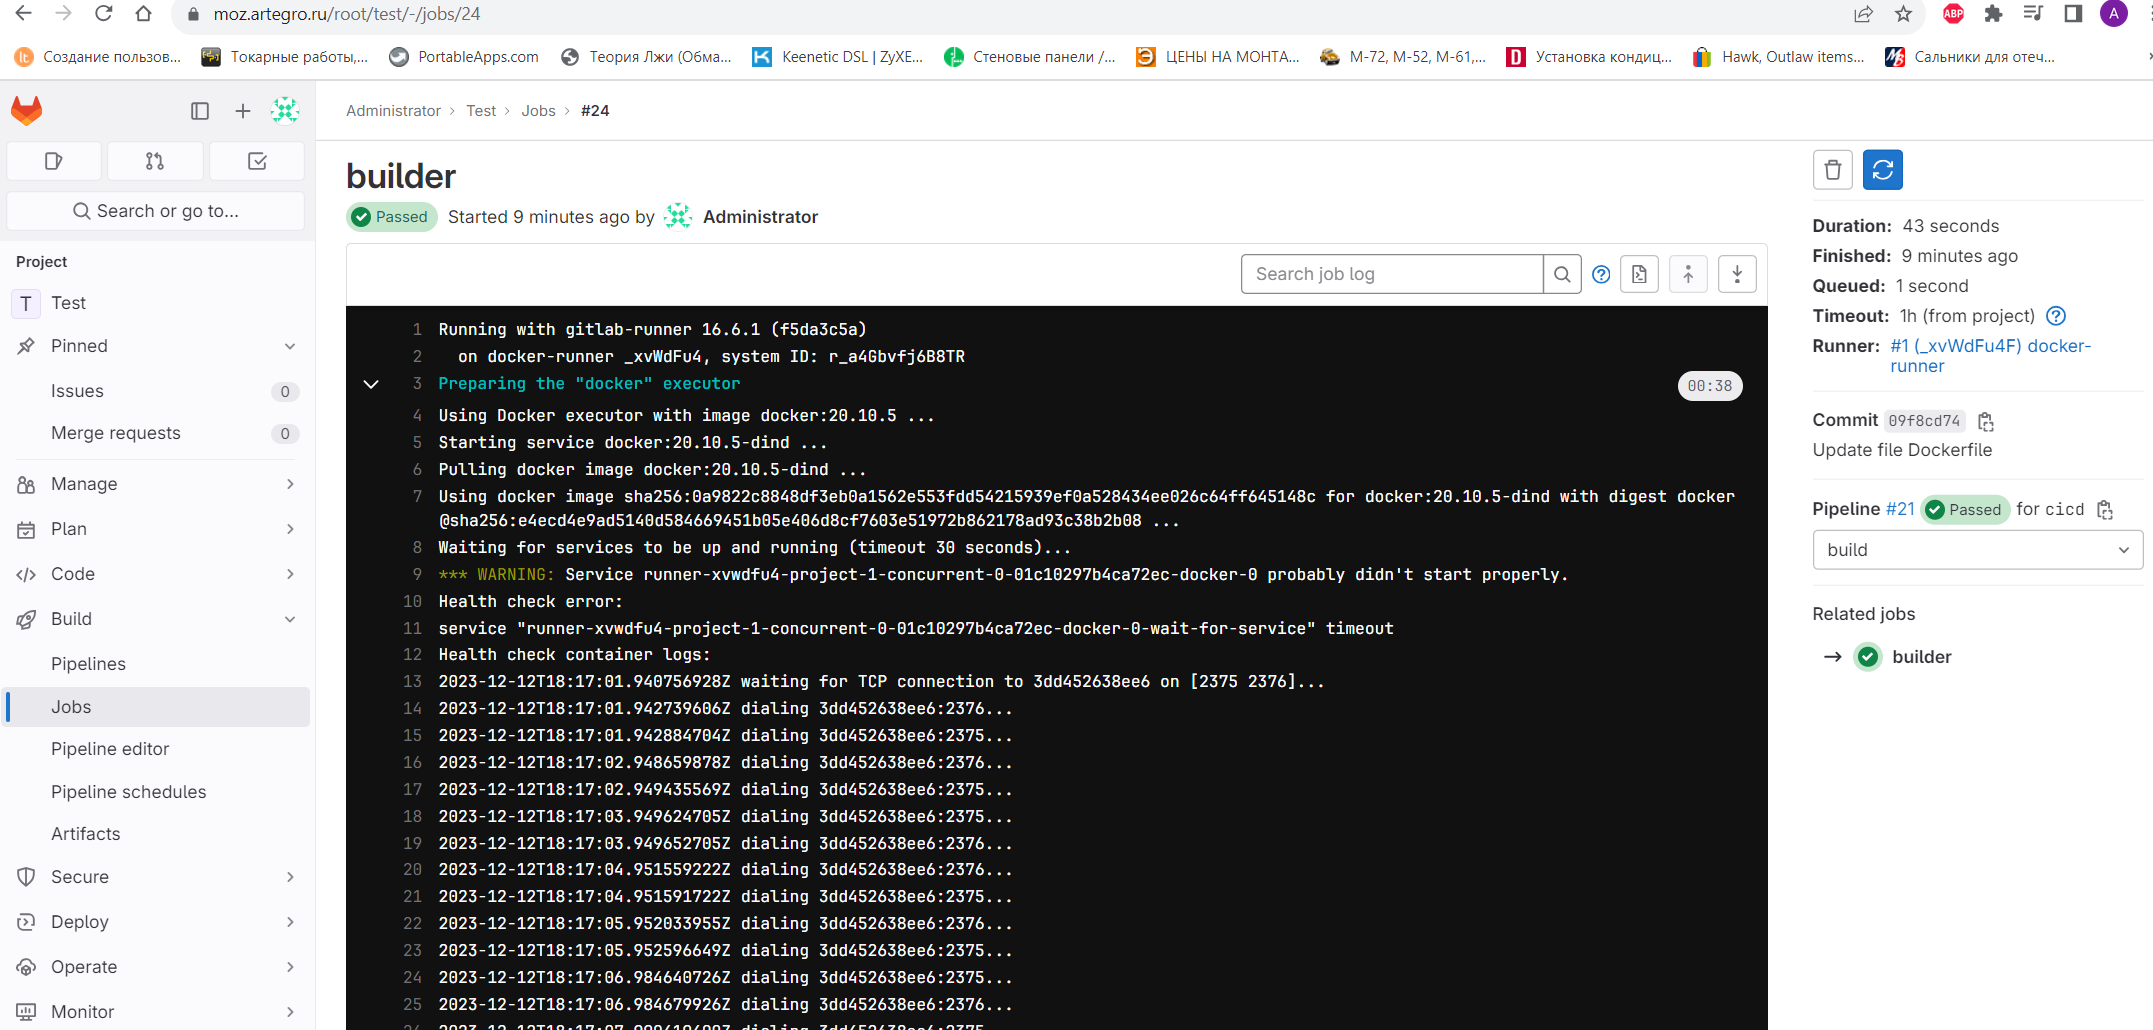 moz.artegro.ru/root/test/-/jobs/24
ABP
A
lt Создание пользов...
Токарные работы,...
PortableApps.com
Теория Лжи (Обма...
Keenetic DSL | ZyXE...
Стеновые панели /...
ЦЕНЫ НА МОНТА...
М-72, М-52, М-61,...
Установка кондиц...
Hawk, Outlaw items...
Сальники для отеч...
Administrator > Test > Jobs > #24
Search or go to...
Project
T Test
Pinned
Issues 0
Merge requests 0
Manage
Plan
Code
Build
Pipelines
Jobs
Pipeline editor
Pipeline schedules
Artifacts
Secure
Deploy
Operate
Monitor
builder
Passed Started 9 minutes ago by Administrator
Search job log
1 Running with gitlab-runner 16.6.1 (f5da3c5a)
2 on docker-runner _xvWdFu4, system ID: r_a4Gbvfj6B8TR
3 Preparing the "docker" executor 00:38
4 Using Docker executor with image docker:20.10.5 ...
5 Starting service docker:20.10.5-dind ...
6 Pulling docker image docker:20.10.5-dind ...
7 Using docker image sha256:0a9822c8848df3eb0a1562e553fdd54215939ef0a528434ee026c64ff645148c for docker:20.10.5-dind with digest docker
@sha256:e4ecd4e9ad5140d584669451b05e406d8cf7603e51972b862178ad93c38b2b08 ...
8 Waiting for services to be up and running (timeout 30 seconds)...
9 *** WARNING: Service runner-xvwdfu4-project-1-concurrent-0-01c10297b4ca72ec-docker-0 probably didn't start properly.
10 Health check error:
11 service "runner-xvwdfu4-project-1-concurrent-0-01c10297b4ca72ec-docker-0-wait-for-service" timeout
12 Health check container logs:
13 2023-12-12T18:17:01.940756928Z waiting for TCP connection to 3dd452638ee6 on [2375 2376]...
14 2023-12-12T18:17:01.942739606Z dialing 3dd452638ee6:2376...
15 2023-12-12T18:17:01.942884704Z dialing 3dd452638ee6:2375...
16 2023-12-12T18:17:02.948659878Z dialing 3dd452638ee6:2376...
17 2023-12-12T18:17:02.949435569Z dialing 3dd452638ee6:2375...
18 2023-12-12T18:17:03.949624705Z dialing 3dd452638ee6:2375...
19 2023-12-12T18:17:03.949652705Z dialing 3dd452638ee6:2376...
20 2023-12-12T18:17:04.951559222Z dialing 3dd452638ee6:2376...
21 2023-12-12T18:17:04.951591722Z dialing 3dd452638ee6:2375...
22 2023-12-12T18:17:05.952033955Z dialing 3dd452638ee6:2376...
23 2023-12-12T18:17:05.952596649Z dialing 3dd452638ee6:2375...
24 2023-12-12T18:17:06.984640726Z dialing 3dd452638ee6:2375...
25 2023-12-12T18:17:06.984679926Z dialing 3dd452638ee6:2376...
Duration: 43 seconds
Finished: 9 minutes ago
Queued: 1 second
Timeout: 1h (from project)
Runner: #1 (_xvWdFu4F) docker-
runner
Commit 09f8cd74
Update file Dockerfile
Pipeline #21 Passed for cicd
build
Related jobs
→ builder